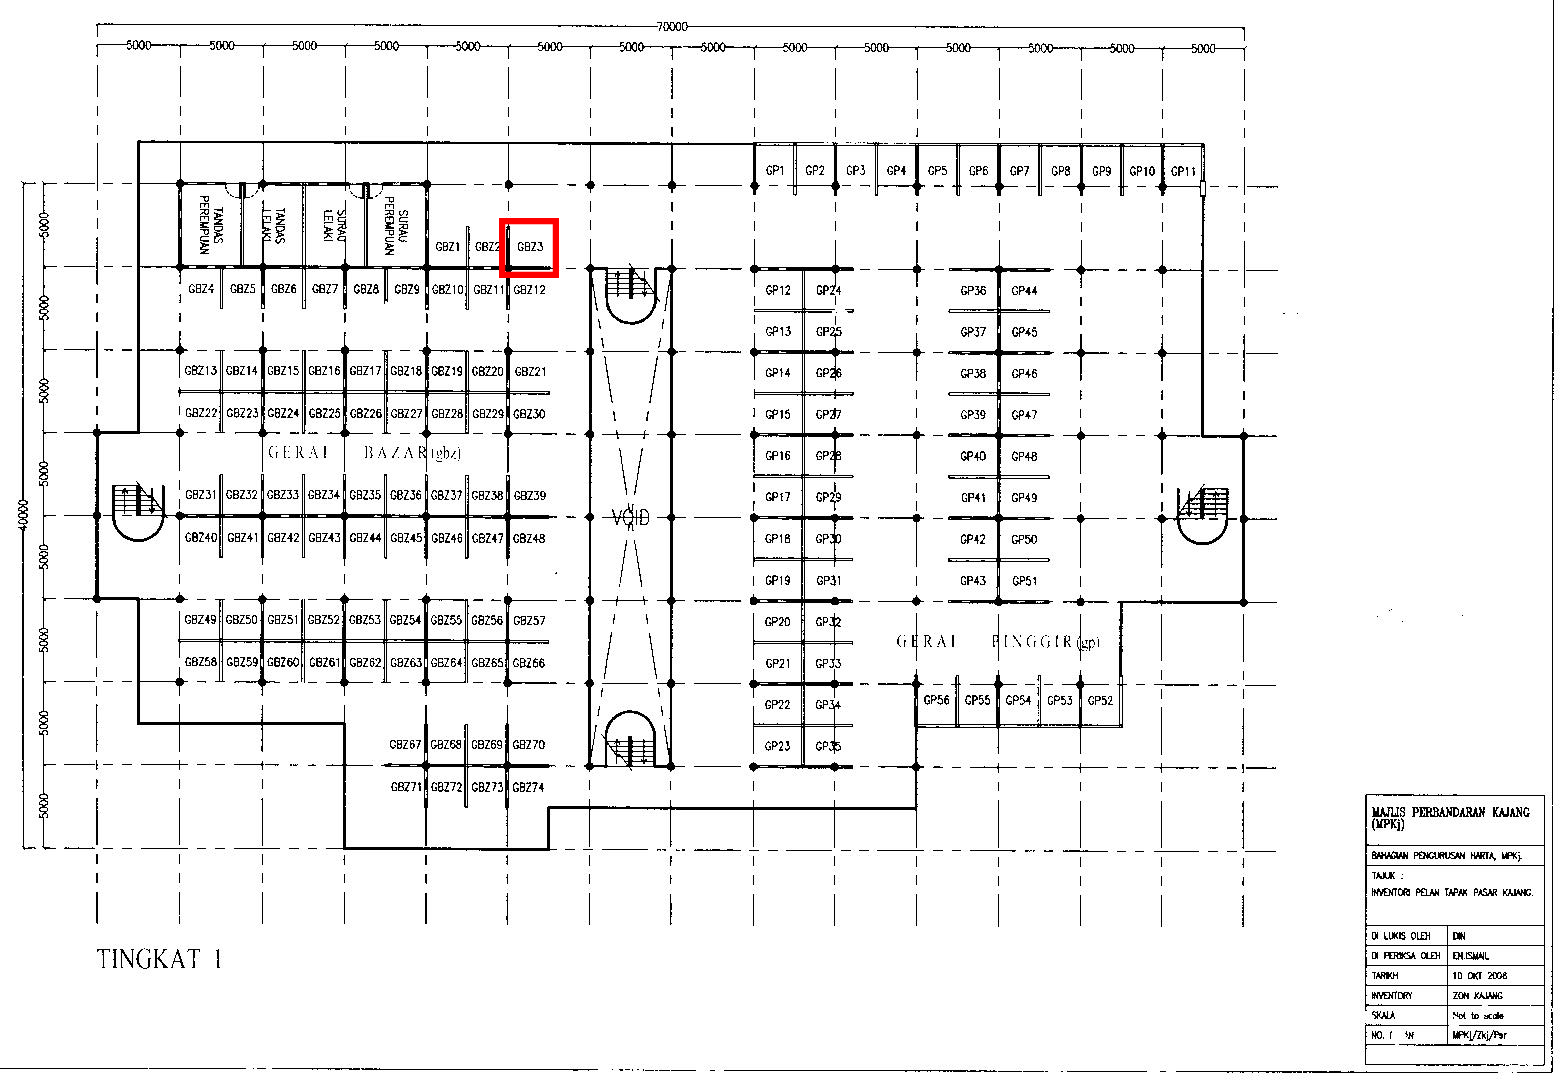 70000
5000 5000 5000 5000 5000 5000 5000 5000 5000 5000 5000 5000 5000 5000
GP1 GP2 GP3 GP4 GP5 GP6 GP7 GP8 GP9 GP10 GP11
TANDAS PEREMPUAN
TANDAS LELAKI
SURAU LELAKI
SURAU PEREMPUAN
5000
GBZ1 GBZ2 GBZ3
GBZ4 GBZ5 GBZ6 GBZ7 GBZ8 GBZ9 GBZ10 GBZ11 GBZ12 GP12 GP24 GP36 GP44
5000
GP13 GP25 GP37 GP45
GBZ13 GBZ14 GBZ15 GBZ16 GBZ17 GBZ18 GBZ19 GBZ20 GBZ21 GP14 GP26 GP38 GP46
5000
GBZ22 GBZ23 GBZ24 GBZ25 GBZ26 GBZ27 GBZ28 GBZ29 GBZ30 GP15 GP27 GP39 GP47
GERAI BAZAR(gbz) GP16 GP28 GP40 GP48
5000
GBZ31 GBZ32 GBZ33 GBZ34 GBZ35 GBZ36 GBZ37 GBZ38 GBZ39 GP17 GP29 GP41 GP49
40000
VOID
GBZ40 GBZ41 GBZ42 GBZ43 GBZ44 GBZ45 GBZ46 GBZ47 GBZ48 GP18 GP30 GP42 GP50
5000
GP19 GP31 GP43 GP51
GBZ49 GBZ50 GBZ51 GBZ52 GBZ53 GBZ54 GBZ55 GBZ56 GBZ57 GP20 GP32
5000
GERAI PINGGIR(gp)
GBZ58 GBZ59 GBZ60 GBZ61 GBZ62 GBZ63 GBZ64 GBZ65 GBZ66 GP21 GP33
GP56 GP55 GP54 GP53 GP52
GP22 GP34
5000
GBZ67 GBZ68 GBZ69 GBZ70 GP23 GP35
GBZ71 GBZ72 GBZ73 GBZ74
5000
TINGKAT 1
MAJLIS PERBANDARAN KAJANG
(MPKj)
BAHAGIAN PENGURUSAN HARTA, MPKj.
TAJUK :
INVENTORI PELAN TAPAK PASAR KAJANG.
DI LUKIS OLEH DIN
DI PERIKSA OLEH EN.ISMAIL
TARIKH 10 OKT 2008
INVENTORY ZON KAJANG
SKALA Not to scale
NO. MPKj/Zkj/Psr